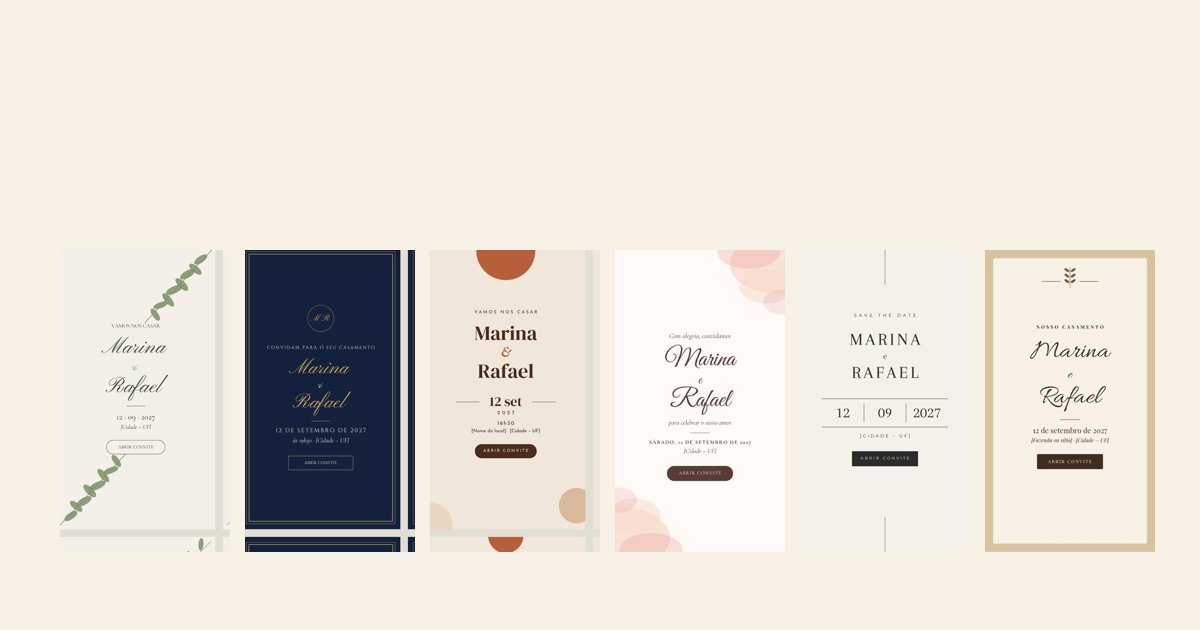 VAMOS NOS CASAR
Marina
&
Rafael
12 · 09 · 2027
[Cidade – UF]
ABRIR CONVITE
M R
CONVIDAM PARA O SEU CASAMENTO
Marina
&
Rafael
12 DE SETEMBRO DE 2027
às 16h30 · [Cidade – UF]
ABRIR CONVITE
VAMOS NOS CASAR
Marina
&
Rafael
12 set
2027
16h30
[Nome do local] · [Cidade – UF]
ABRIR CONVITE
Com alegria, convidamos
Marina
e
Rafael
para celebrar o nosso amor
SÁBADO, 12 DE SETEMBRO DE 2027
[Cidade – UF]
ABRIR CONVITE
SAVE THE DATE
MARINA
e
RAFAEL
12 09 2027
[CIDADE – UF]
ABRIR CONVITE
NOSSO CASAMENTO
Marina
e
Rafael
12 de setembro de 2027
[Fazenda ou sítio] · [Cidade – UF]
ABRIR CONVITE